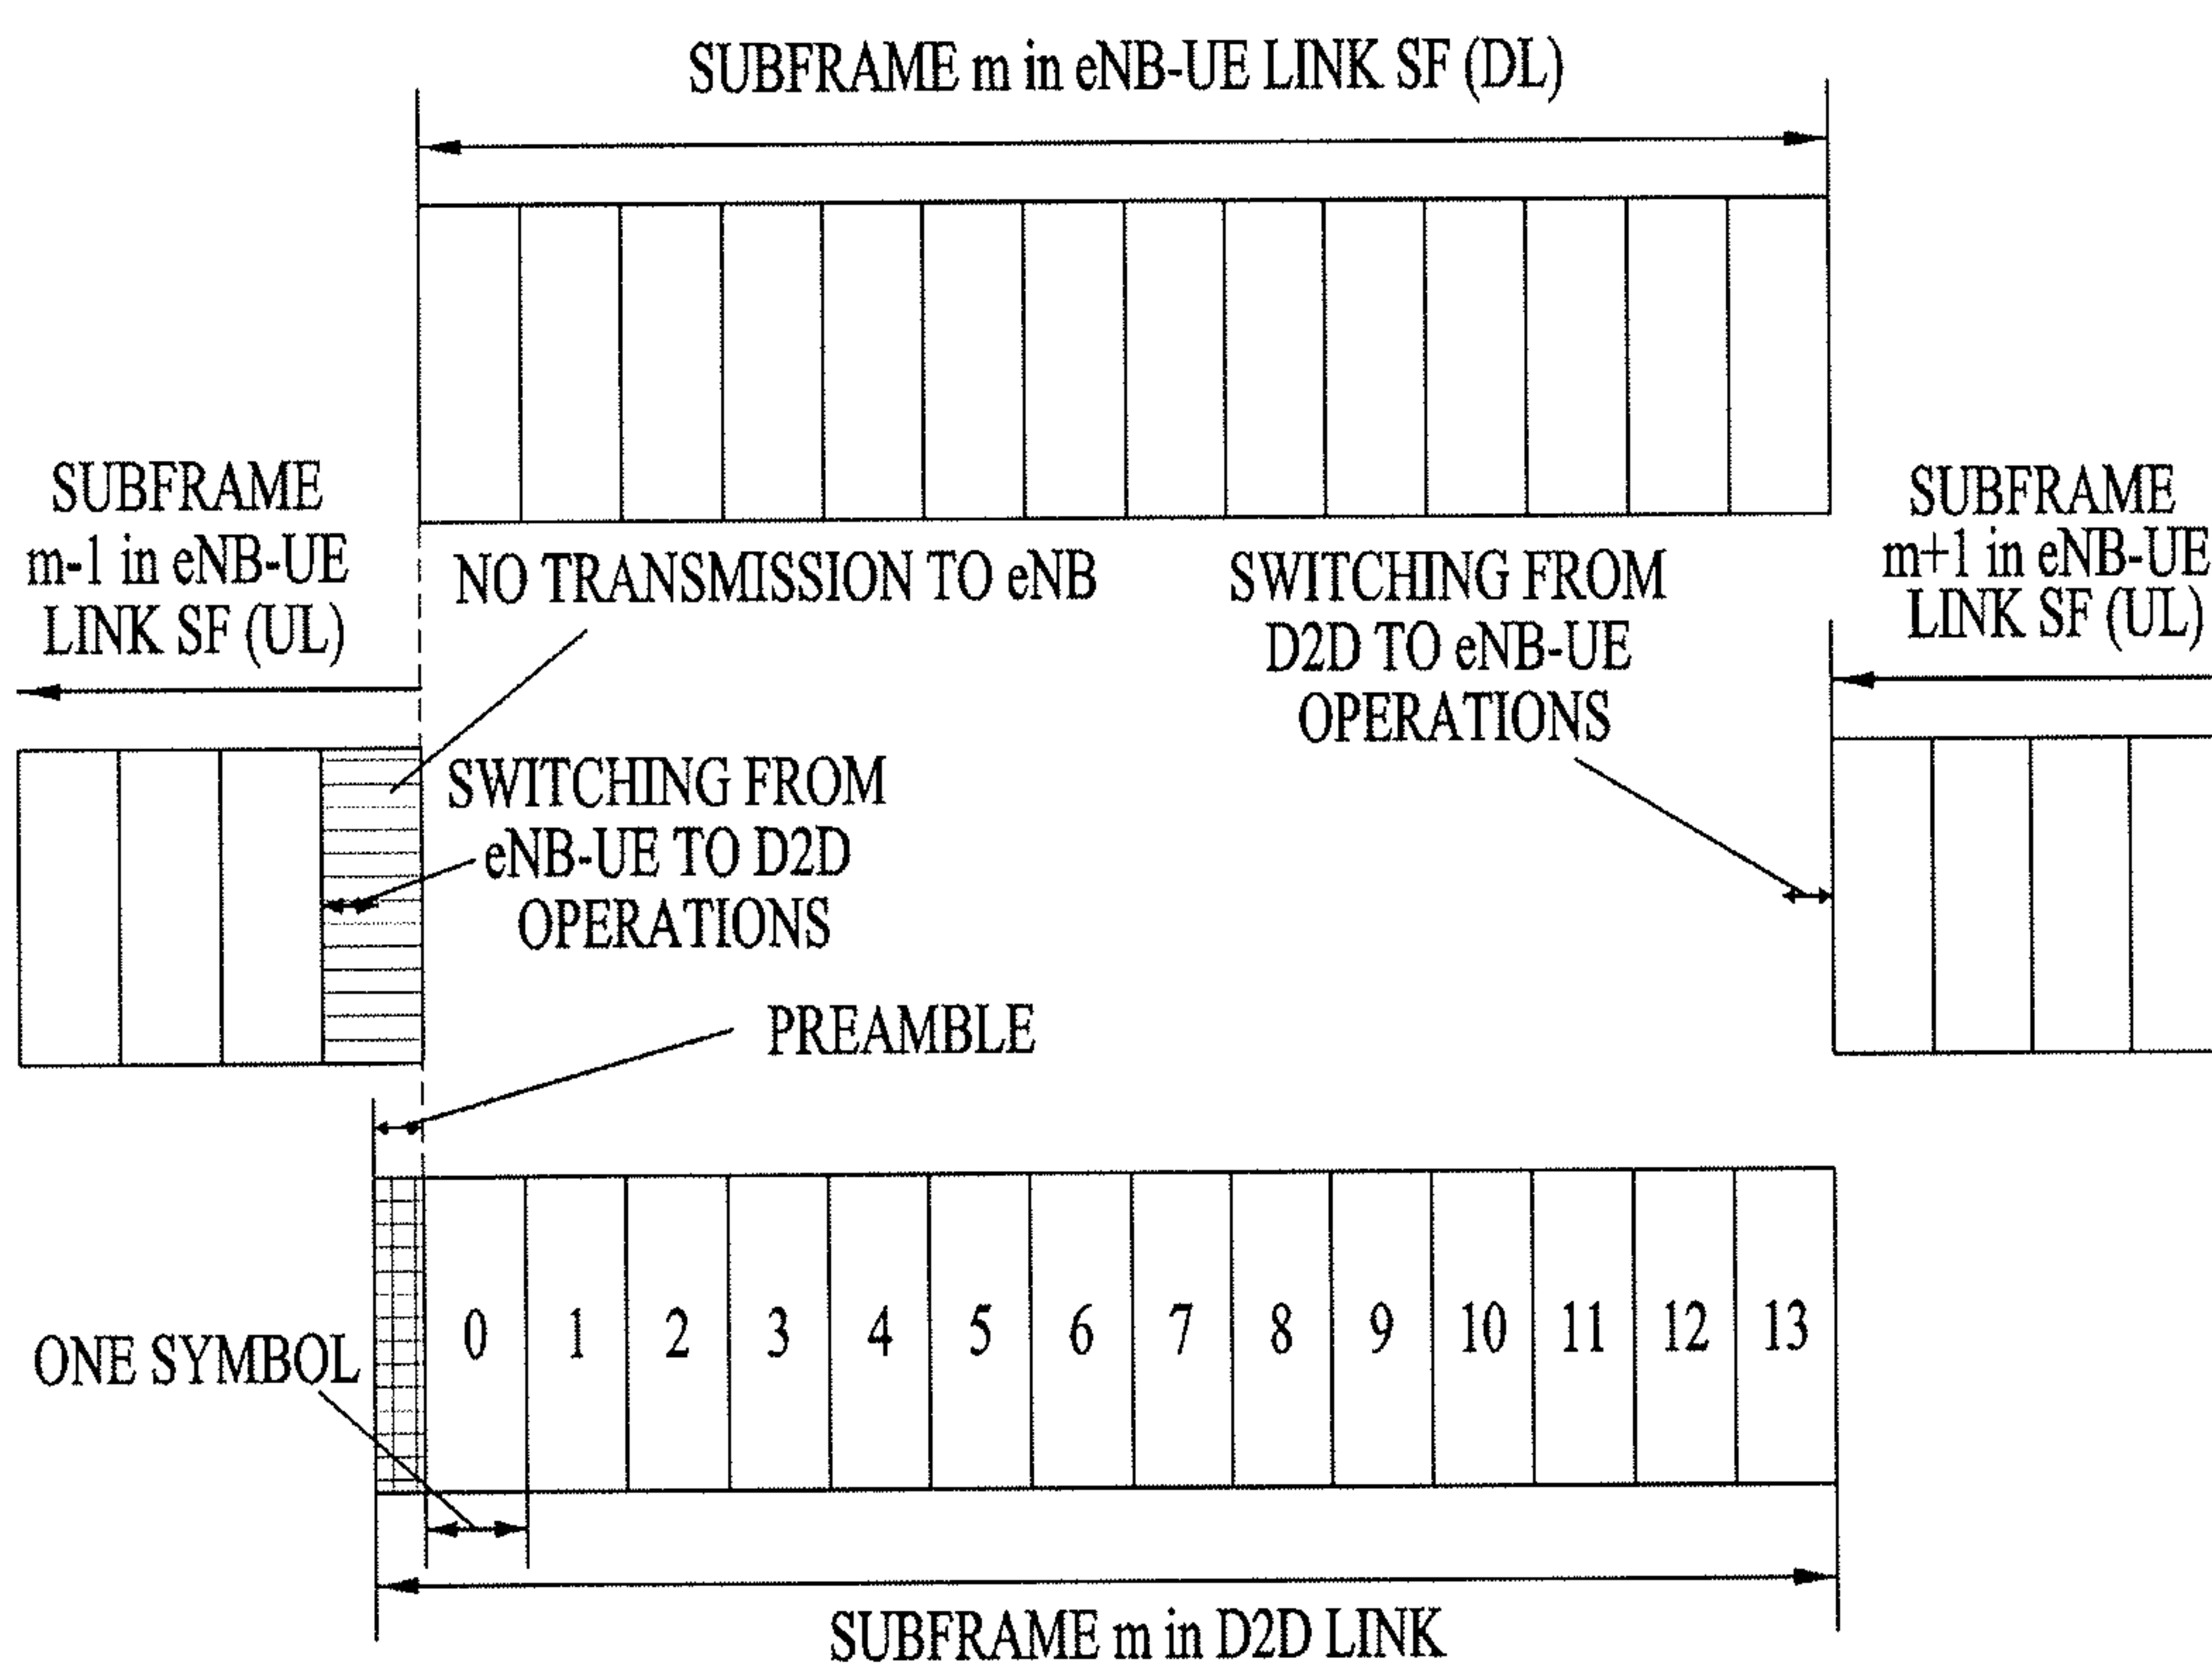 SUBFRAME m in eNB-UE LINK SF (DL)
SUBFRAME
m-1 in eNB-UE
LINK SF (UL)
NO TRANSMISSION TO eNB
SWITCHING FROM
D2D TO eNB-UE
OPERATIONS
SUBFRAME
m+1 in eNB-UE
LINK SF (UL)
SWITCHING FROM
eNB-UE TO D2D
OPERATIONS
PREAMBLE
ONE SYMBOL
0 1 2 3 4 5 6 7 8 9 10 11 12 13
SUBFRAME m in D2D LINK